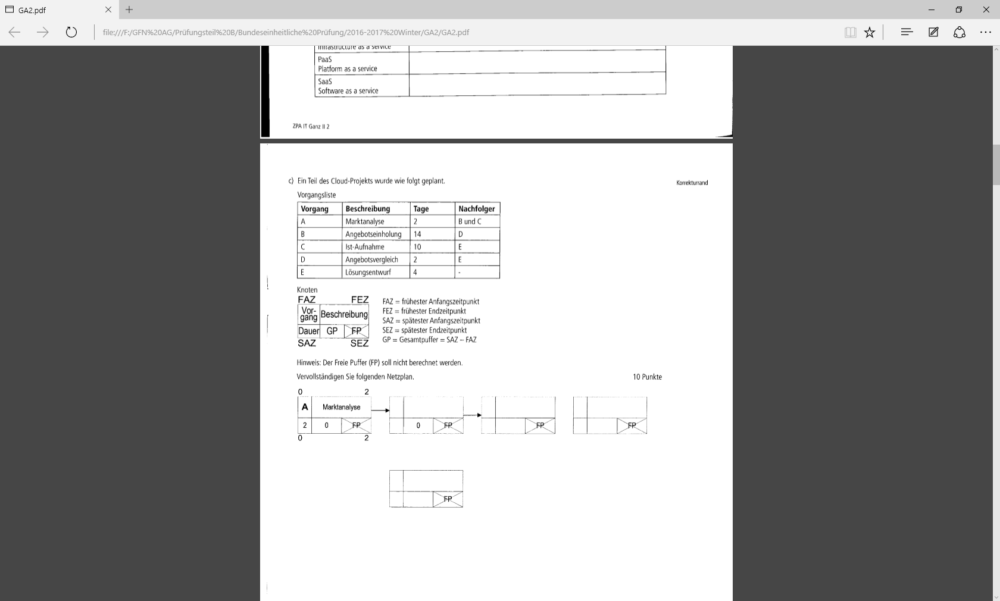 GA2.pdf
file:///F:/GFN%20AG/Prüfungsteil%20B/Bundeseinheitliche%20Prüfung/2016-2017%20Winter/GA2/GA2.pdf
Infrastructure as a service
PaaS
Platform as a service
SaaS
Software as a service
ZPA IT Ganz II 2
c) Ein Teil des Cloud-Projekts wurde wie folgt geplant.
Korrekturrand
Vorgangsliste
Vorgang Beschreibung Tage Nachfolger
A Marktanalyse 2 B und C
B Angebotseinholung 14 D
C Ist-Aufnahme 10 E
D Angebotsvergleich 2 E
E Lösungsentwurf 4 -
Knoten
FAZ FEZ
Vor-
gang Beschreibung
Dauer GP FP
SAZ SEZ
FAZ = frühester Anfangszeitpunkt
FEZ = frühester Endzeitpunkt
SAZ = spätester Anfangszeitpunkt
SEZ = spätester Endzeitpunkt
GP = Gesamtpuffer = SAZ – FAZ
Hinweis: Der Freie Puffer (FP) soll nicht berechnet werden.
Vervollständigen Sie folgenden Netzplan.
10 Punkte
0 2
A Marktanalyse
2 0 FP 0 FP FP FP
0 2
FP